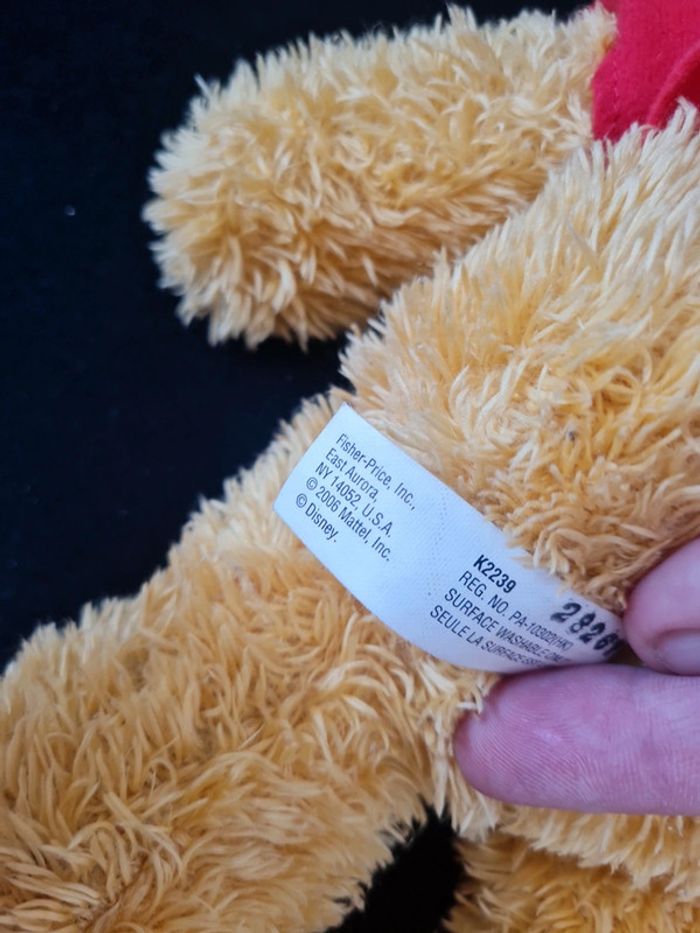 Fisher-Price, Inc.,
East Aurora,
NY 14052, U.S.A.
© 2006 Mattel, Inc.
© Disney.
K2239
REG. NO. PA-10302(HK)
SURFACE WASHABLE
SEULE LA SURFACE